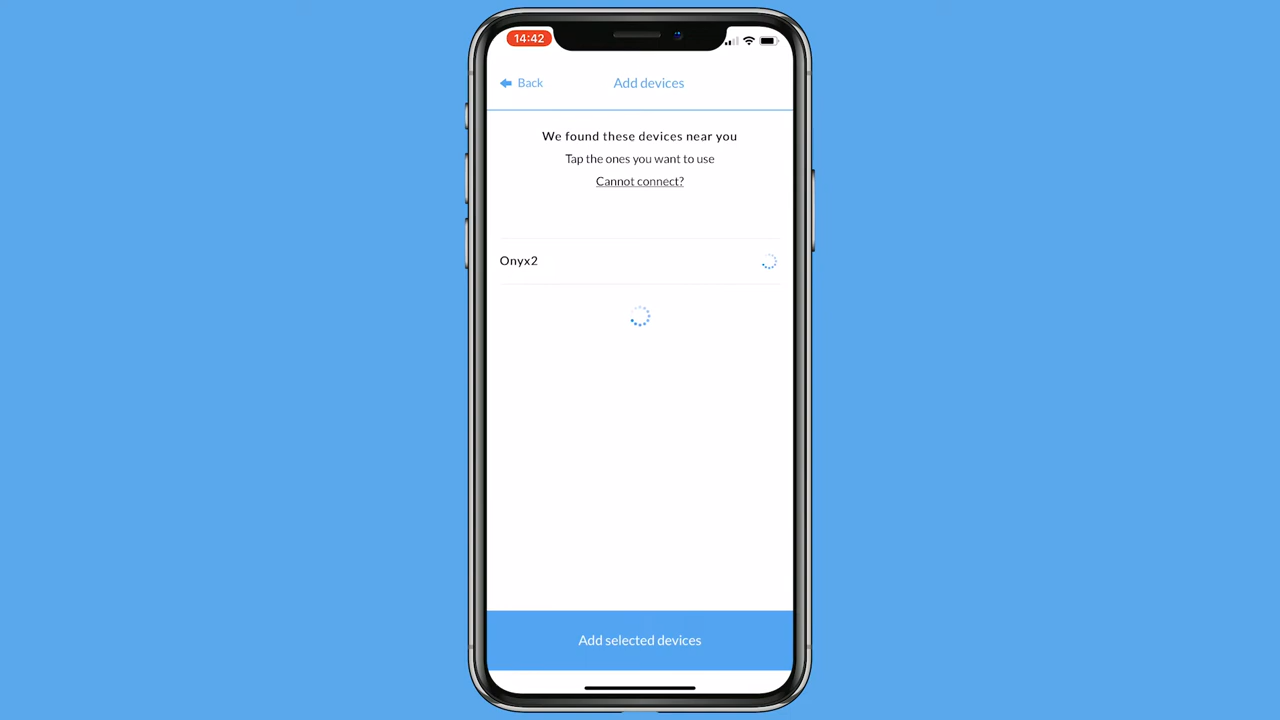 14:42
Back
Add devices
We found these devices near you
Tap the ones you want to use
Cannot connect?
Onyx2
Add selected devices